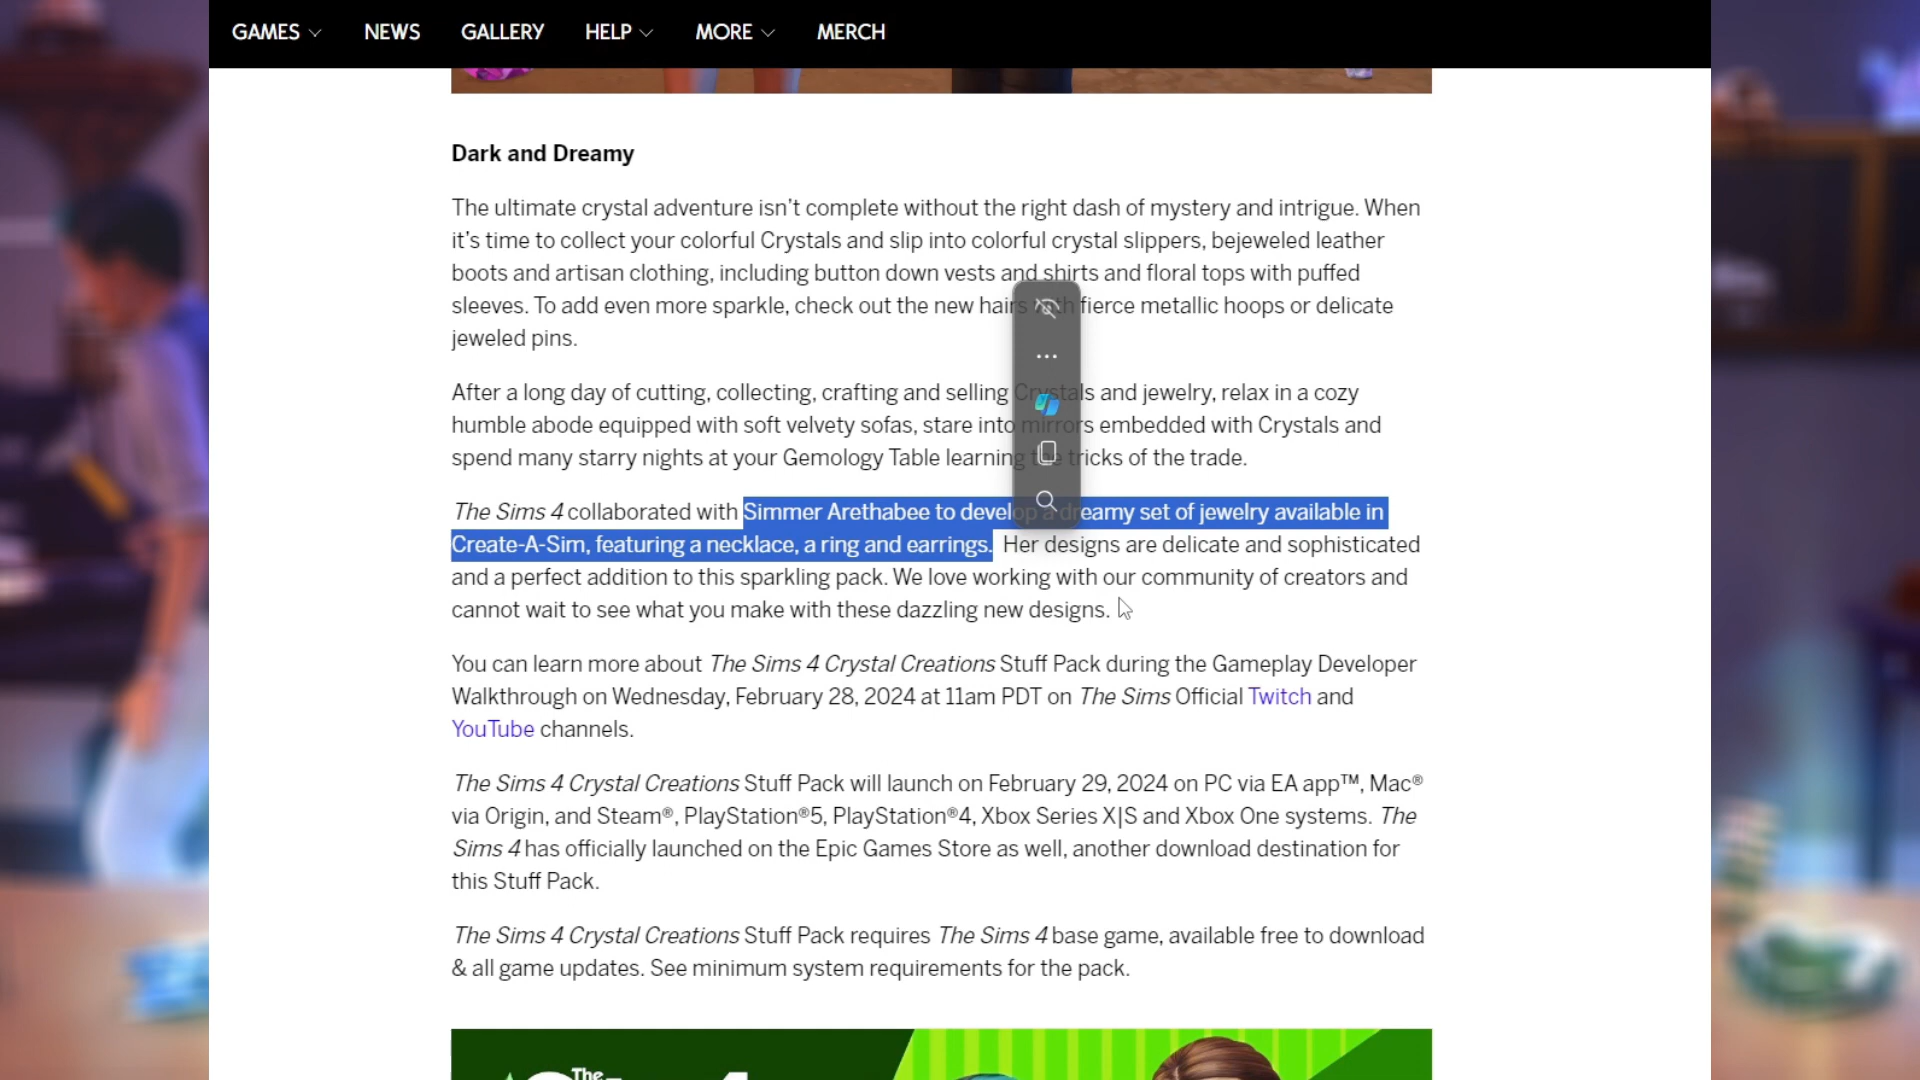 GAMES NEWS GALLERY HELP MORE MERCH
Dark and Dreamy
The ultimate crystal adventure isn’t complete without the right dash of mystery and intrigue. When
it’s time to collect your colorful Crystals and slip into colorful crystal slippers, bejeweled leather
boots and artisan clothing, including button down vests and shirts and floral tops with puffed
sleeves. To add even more sparkle, check out the new hairs with fierce metallic hoops or delicate
jeweled pins.
After a long day of cutting, collecting, crafting and selling Crystals and jewelry, relax in a cozy
humble abode equipped with soft velvety sofas, stare into mirrors embedded with Crystals and
spend many starry nights at your Gemology Table learning the tricks of the trade.
The Sims 4 collaborated with Simmer Arethabee to develop a dreamy set of jewelry available in
Create-A-Sim, featuring a necklace, a ring and earrings. Her designs are delicate and sophisticated
and a perfect addition to this sparkling pack. We love working with our community of creators and
cannot wait to see what you make with these dazzling new designs.
You can learn more about The Sims 4 Crystal Creations Stuff Pack during the Gameplay Developer
Walkthrough on Wednesday, February 28, 2024 at 11am PDT on The Sims Official Twitch and
YouTube channels.
The Sims 4 Crystal Creations Stuff Pack will launch on February 29, 2024 on PC via EA app™, Mac®
via Origin, and Steam®, PlayStation®5, PlayStation®4, Xbox Series X|S and Xbox One systems. The
Sims 4 has officially launched on the Epic Games Store as well, another download destination for
this Stuff Pack.
The Sims 4 Crystal Creations Stuff Pack requires The Sims 4 base game, available free to download
& all game updates. See minimum system requirements for the pack.
The